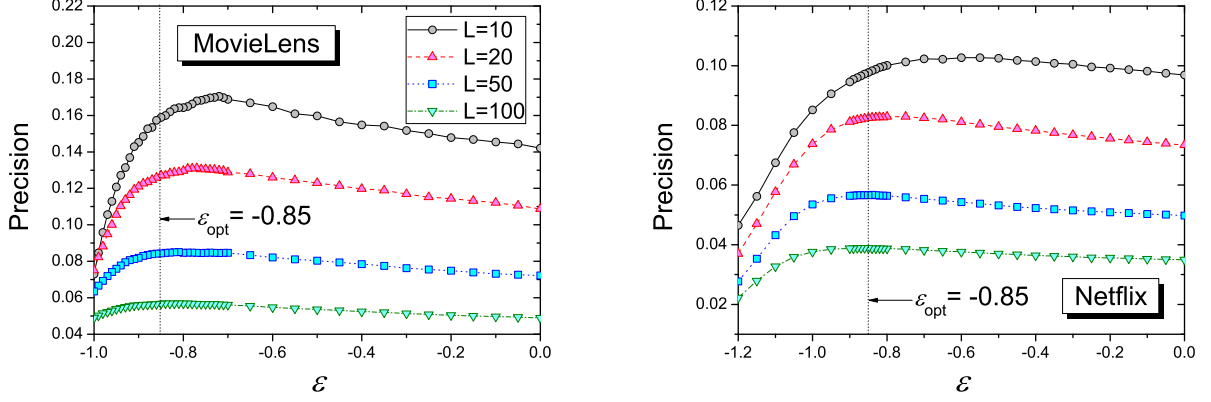 MovieLens
L=10
L=20
L=50
L=100
0.22
0.20
0.18
0.16
0.14
0.12
0.10
0.08
0.06
0.04
Precision
εopt = -0.85
-1.0 -0.8 -0.6 -0.4 -0.2 0.0
ε
0.10
0.08
0.06
0.04
0.02
Precision
εopt = -0.85
Netflix
-1.2 -1.0 -0.8 -0.6 -0.4 -0.2 0.0
ε